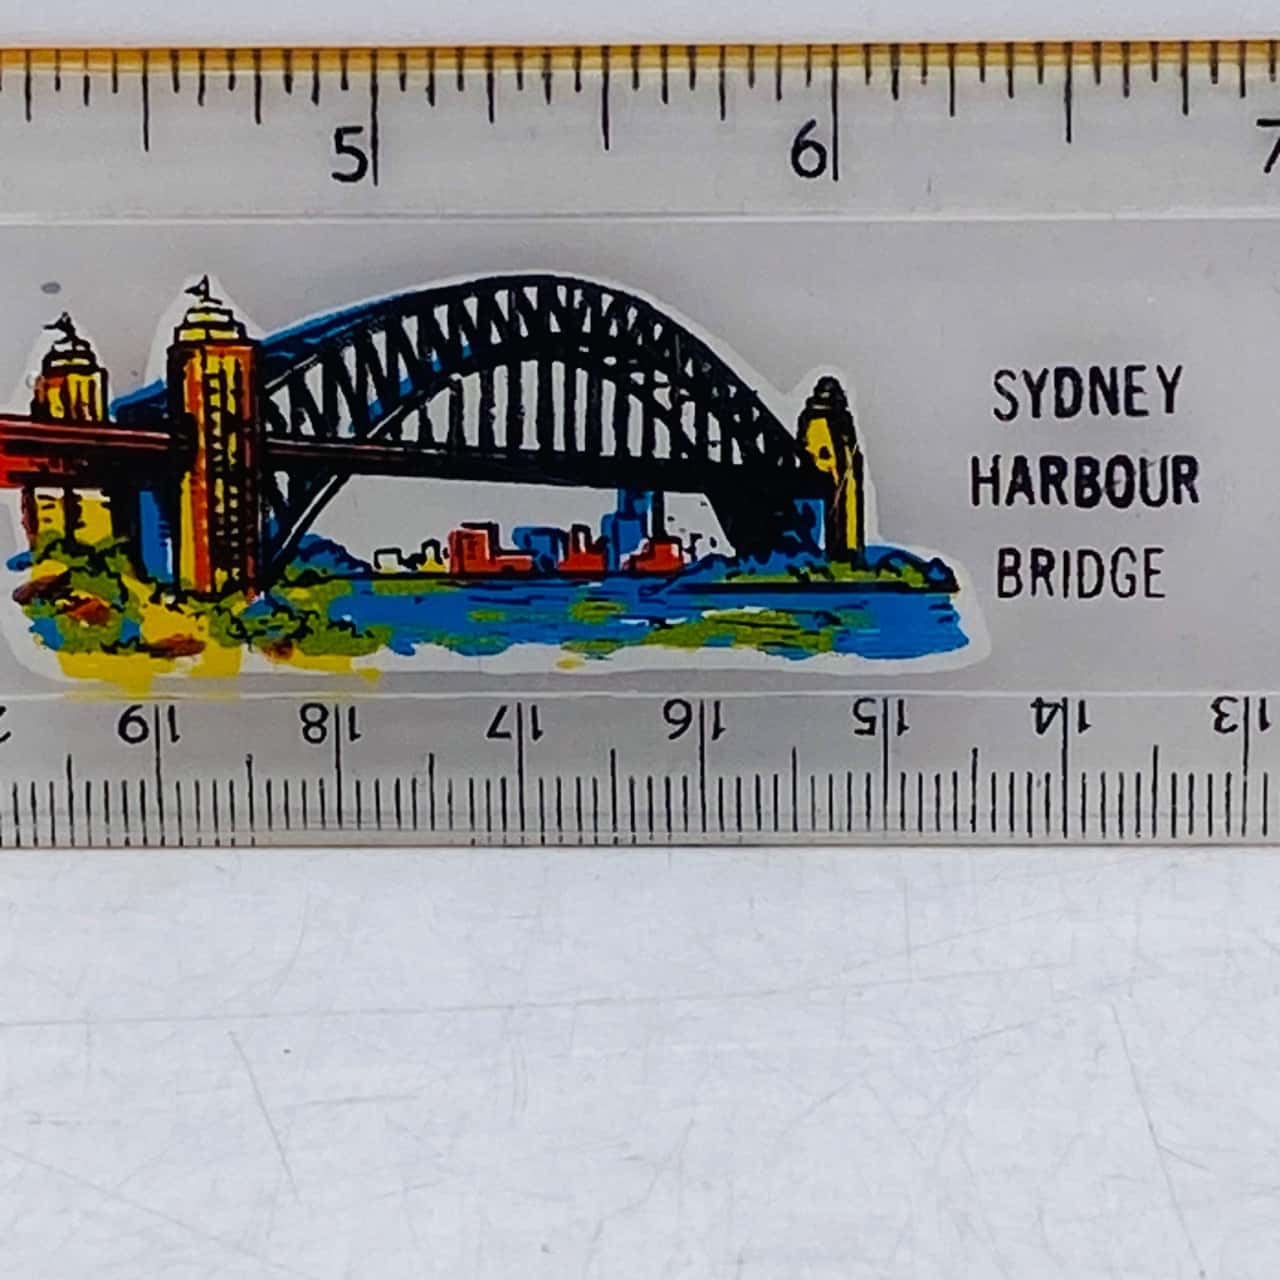 5 6 7
SYDNEY
HARBOUR
BRIDGE
19 18 17 16 15 14 13